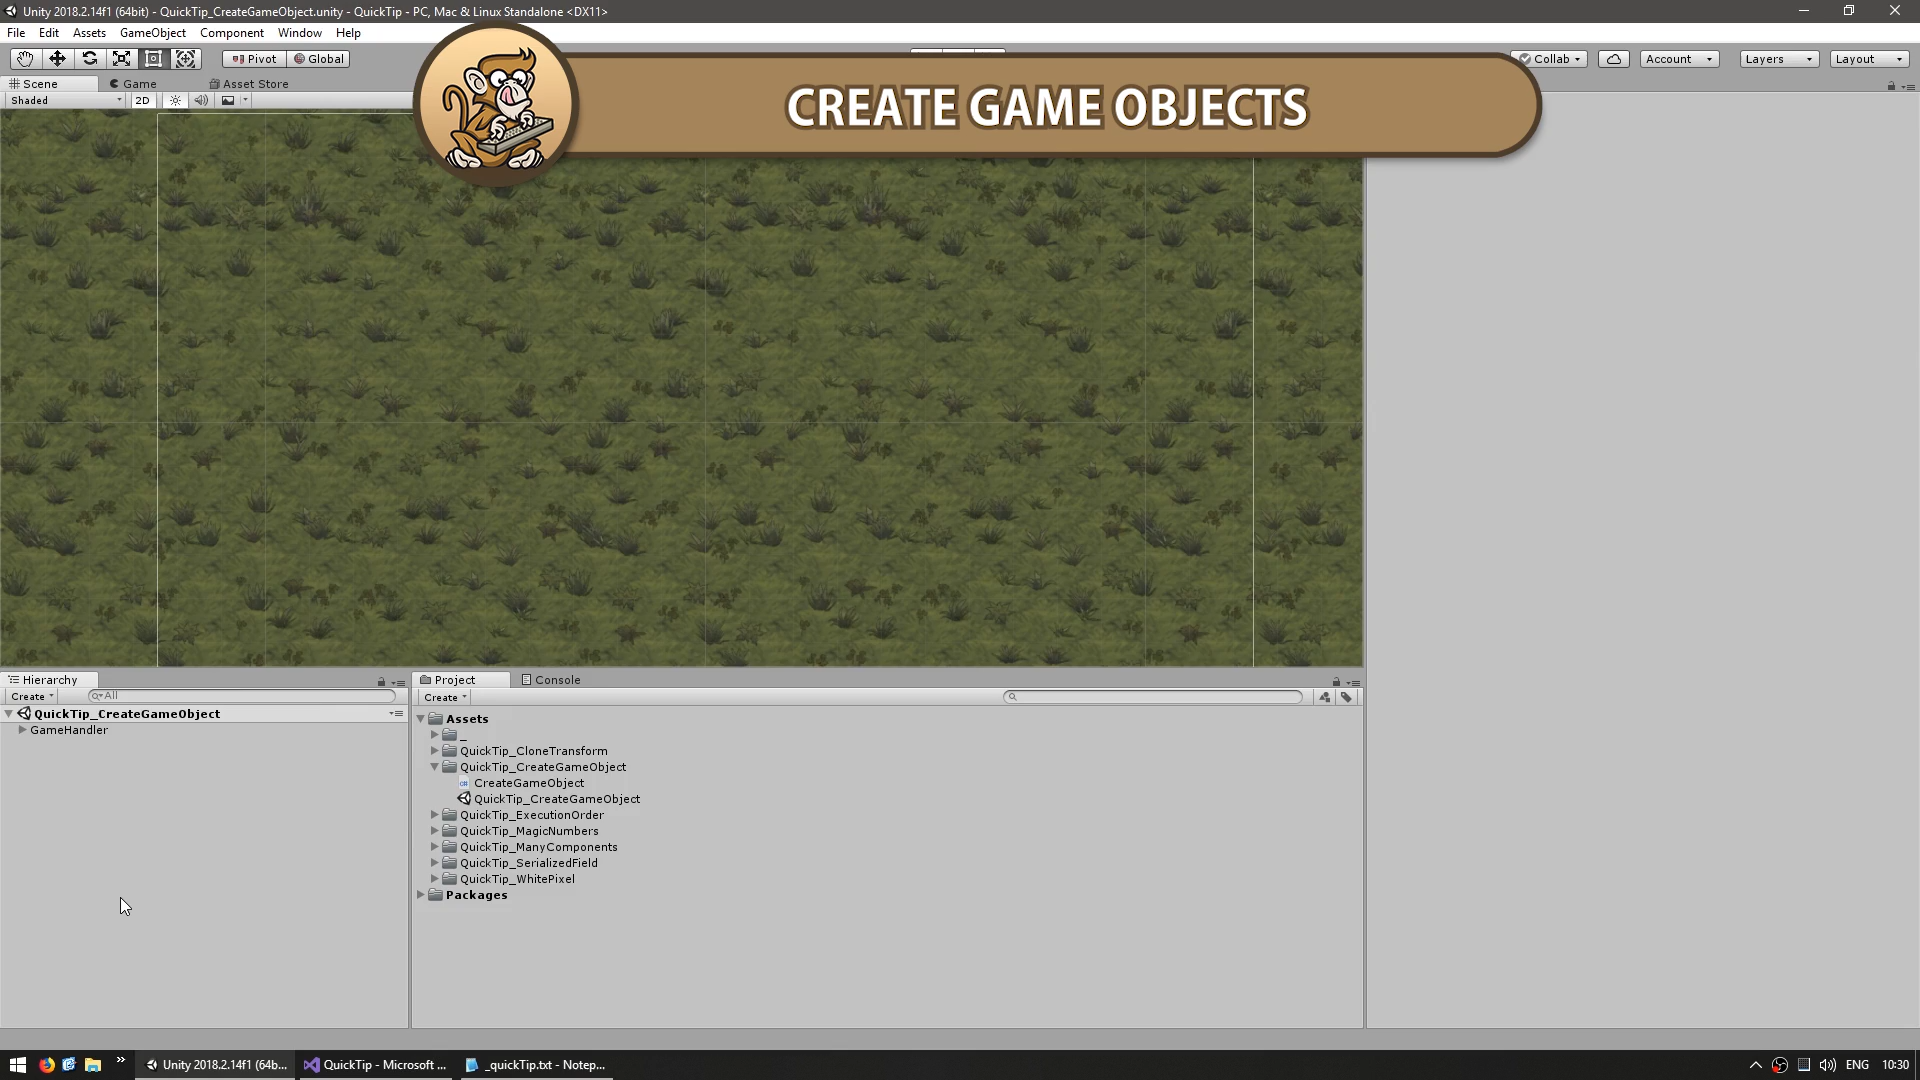 Unity 2018.2.14f1 (64bit) - QuickTip_CreateGameObject.unity - QuickTip - PC, Mac & Linux Standalone <DX11>
File Edit Assets GameObject Component Window Help
Pivot Global
Collab Account Layers Layout
CREATE GAME OBJECTS
Scene Game Asset Store
Shaded 2D
Hierarchy
Create All
QuickTip_CreateGameObject
GameHandler
Project Console
Create
Assets
_
QuickTip_CloneTransform
QuickTip_CreateGameObject
CreateGameObject
QuickTip_CreateGameObject
QuickTip_ExecutionOrder
QuickTip_MagicNumbers
QuickTip_ManyComponents
QuickTip_SerializedField
QuickTip_WhitePixel
Packages
Unity 2018.2.14f1 (64b... QuickTip - Microsoft ... _quickTip.txt - Notep... ENG 10:30